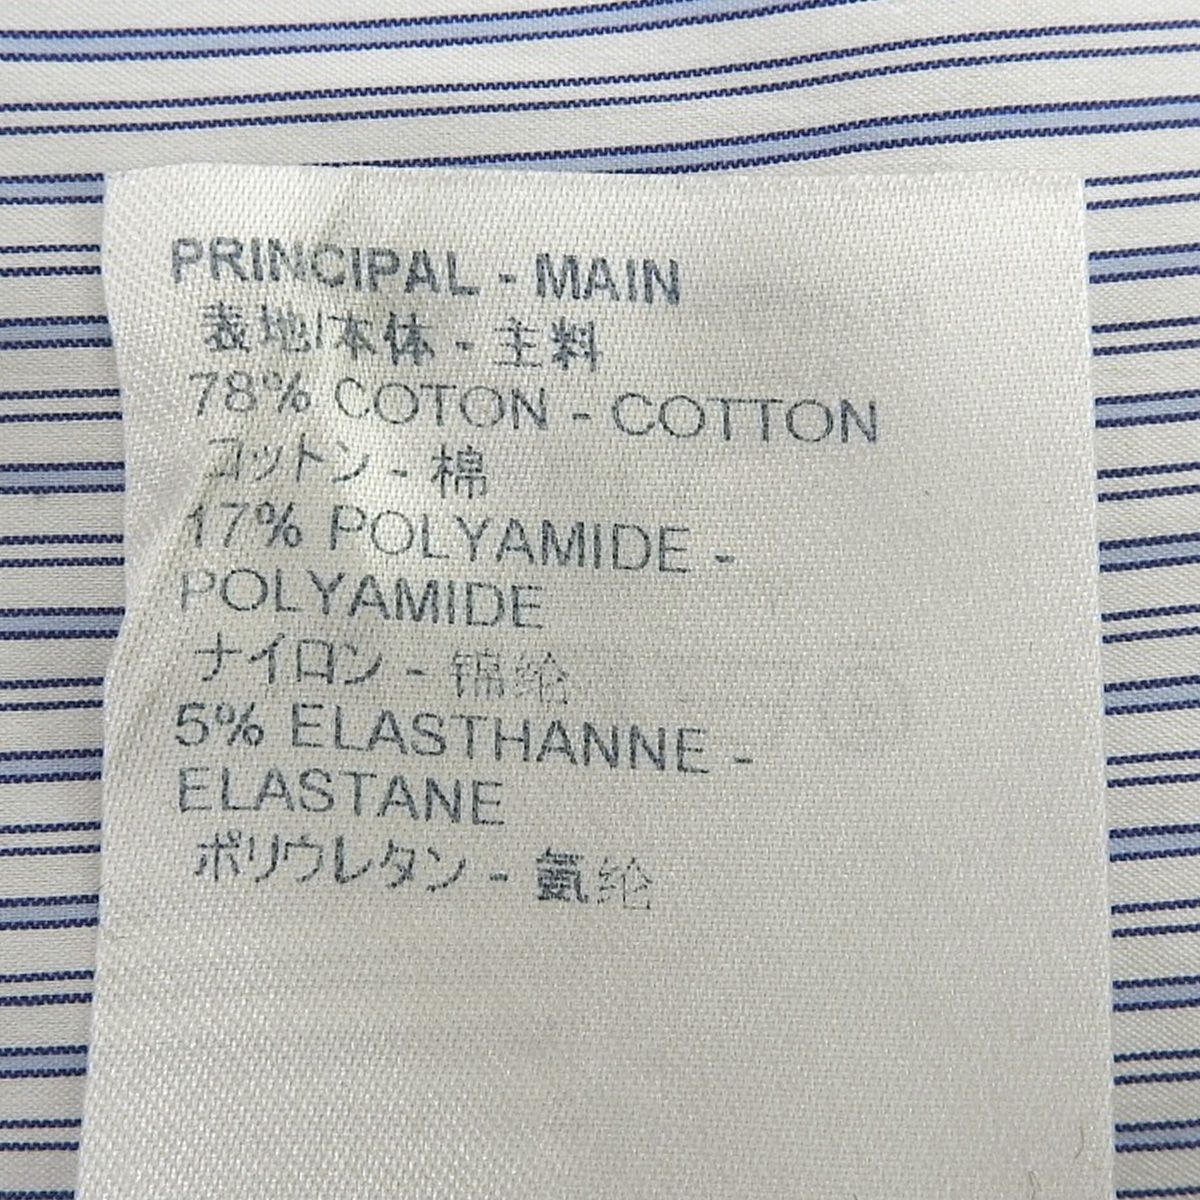 PRINCIPAL - MAIN
表地/本体 - 主料
78% COTON - COTTON
コットン - 棉
17% POLYAMIDE -
POLYAMIDE
ナイロン - 锦纶
5% ELASTHANNE -
ELASTANE
ポリウレタン - 氨纶